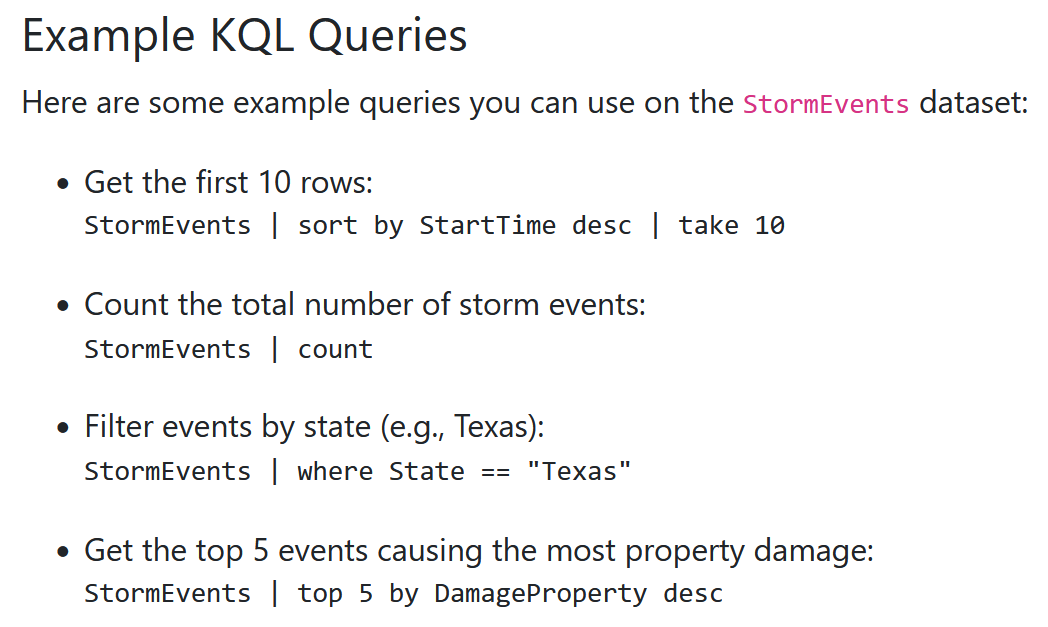 Example KQL Queries
Here are some example queries you can use on the StormEvents dataset:
• Get the first 10 rows:
StormEvents | sort by StartTime desc | take 10
• Count the total number of storm events:
StormEvents | count
• Filter events by state (e.g., Texas):
StormEvents | where State == "Texas"
• Get the top 5 events causing the most property damage:
StormEvents | top 5 by DamageProperty desc